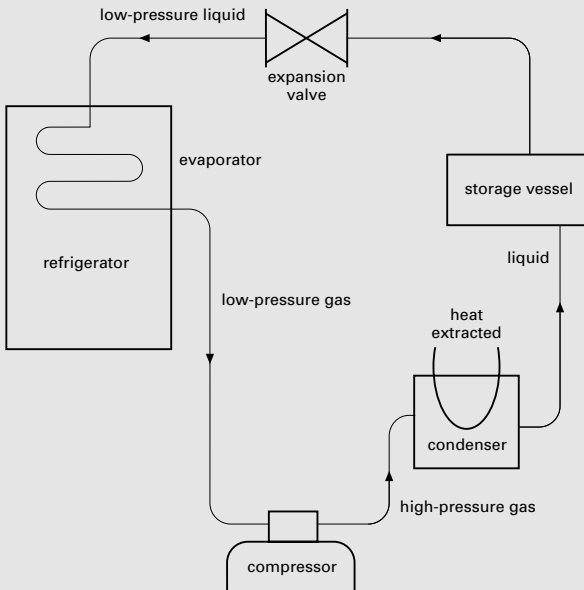 low-pressure liquid
expansion
valve
evaporator
storage vessel
refrigerator
liquid
low-pressure gas
heat
extracted
condenser
high-pressure gas
compressor